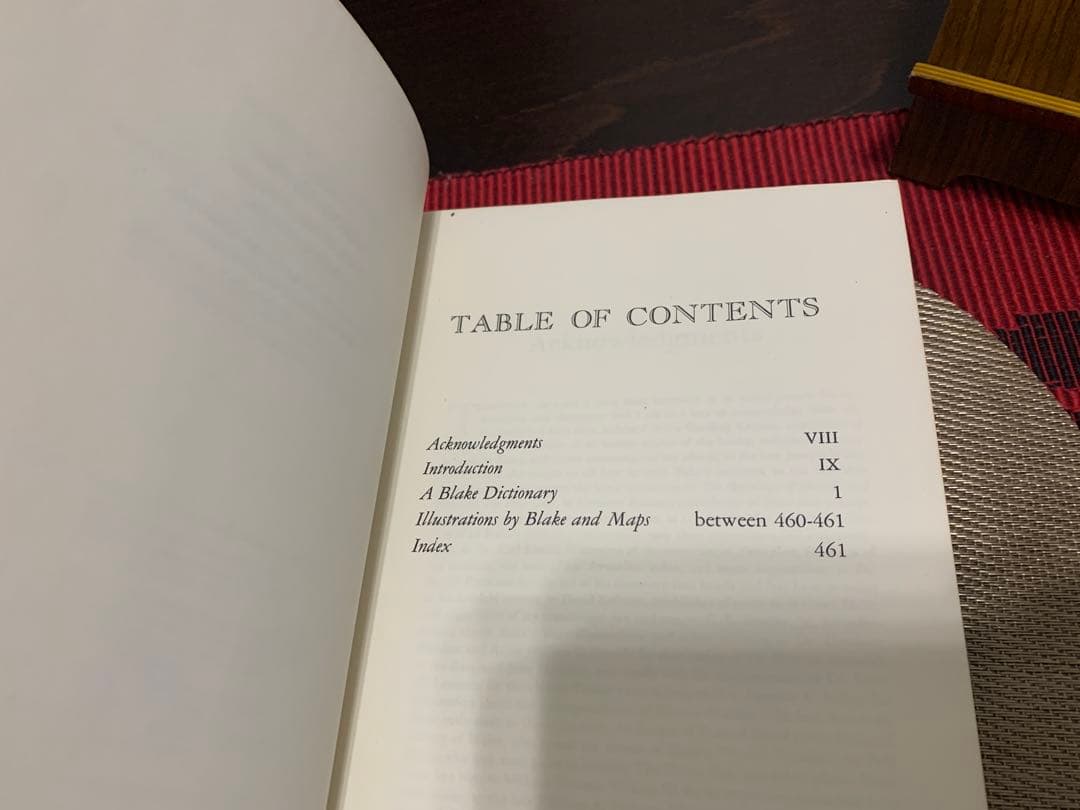 TABLE OF CONTENTS
Acknowledgments VIII
Introduction IX
A Blake Dictionary 1
Illustrations by Blake and Maps between 460-461
Index 461